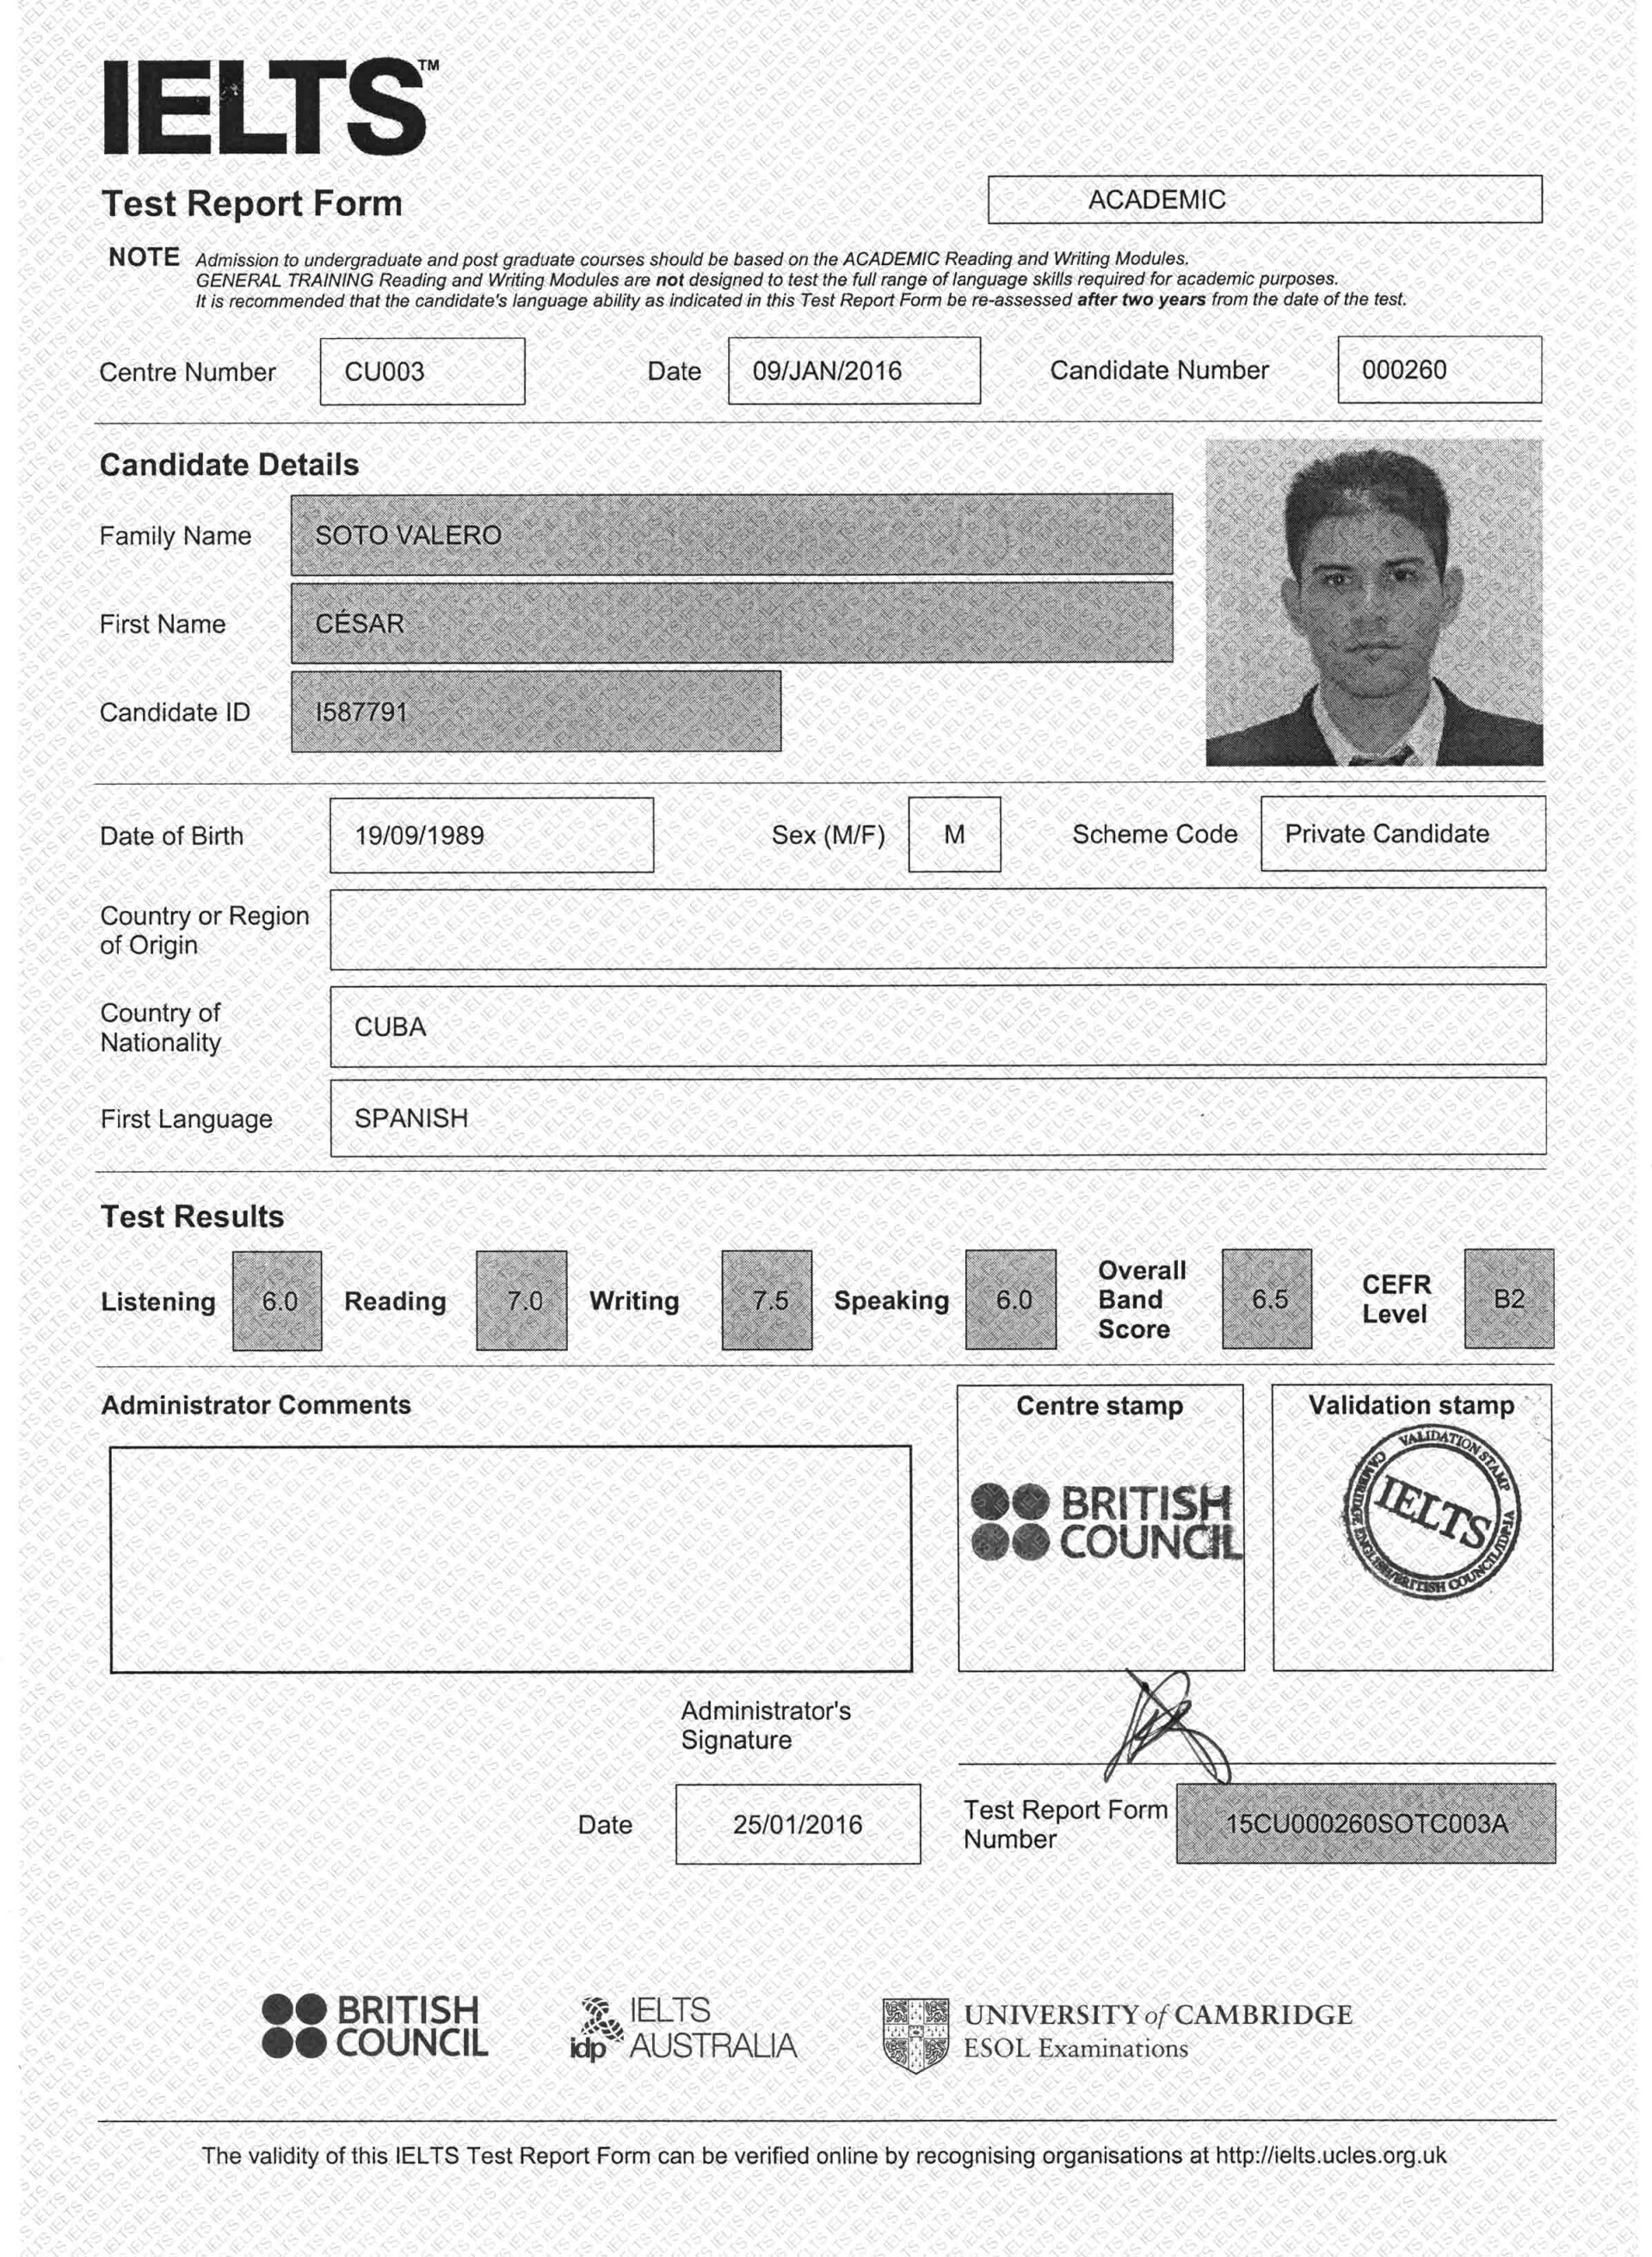 IELTS™
Test Report Form
ACADEMIC
NOTE Admission to undergraduate and post graduate courses should be based on the ACADEMIC Reading and Writing Modules.
GENERAL TRAINING Reading and Writing Modules are not designed to test the full range of language skills required for academic purposes.
It is recommended that the candidate's language ability as indicated in this Test Report Form be re-assessed after two years from the date of the test.
Centre Number CU003 Date 09/JAN/2016 Candidate Number 000260
Candidate Details
Family Name SOTO VALERO
First Name CÉSAR
Candidate ID I587791
Date of Birth 19/09/1989 Sex (M/F) M Scheme Code Private Candidate
Country or Region
of Origin
Country of
Nationality
CUBA
First Language SPANISH
Test Results
Listening 6.0 Reading 7.0 Writing 7.5 Speaking 6.0
Overall
Band
Score
6.5
CEFR
Level
B2
Administrator Comments
Centre stamp
BRITISH
COUNCIL
Validation stamp
VALIDATION STAMP
CAMBRIDGE ENGLISH/BRITISH COUNCIL/IDP:IA
IELTS
Administrator's
Signature
Date 25/01/2016
Test Report Form
Number
15CU000260SOTC003A
BRITISH
COUNCIL
idp IELTS
AUSTRALIA
UNIVERSITY of CAMBRIDGE
ESOL Examinations
The validity of this IELTS Test Report Form can be verified online by recognising organisations at http://ielts.ucles.org.uk